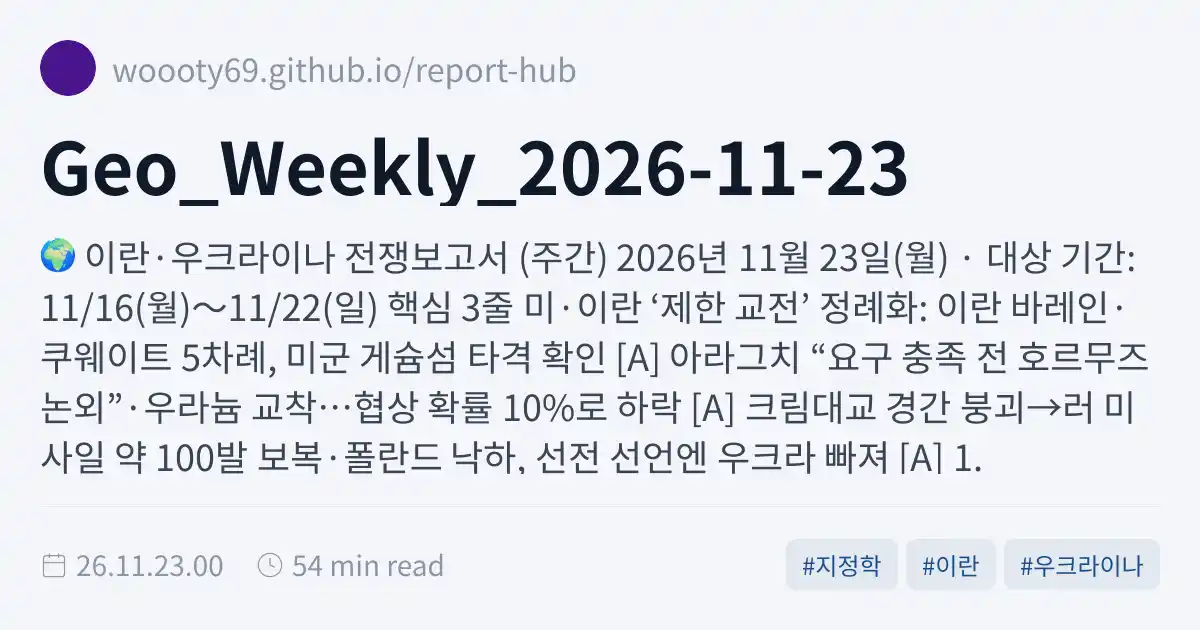 woooty69.github.io/report-hub
Geo_Weekly_2026-11-23
🌍 이란·우크라이나 전쟁보고서 (주간) 2026년 11월 23일(월) · 대상 기간:
11/16(월)～11/22(일) 핵심 3줄 미·이란 ‘제한 교전’ 정례화: 이란 바레인·
쿠웨이트 5차례, 미군 게슘섬 타격 확인 [A] 아라그치 “요구 충족 전 호르무즈
논외”·우라늄 교착…협상 확률 10%로 하락 [A] 크림대교 경간 붕괴→러 미
사일 약 100발 보복·폴란드 낙하, 선전 선언엔 우크라 빠져 [A] 1.
26.11.23.00
54 min read
#지정학
#이란
#우크라이나